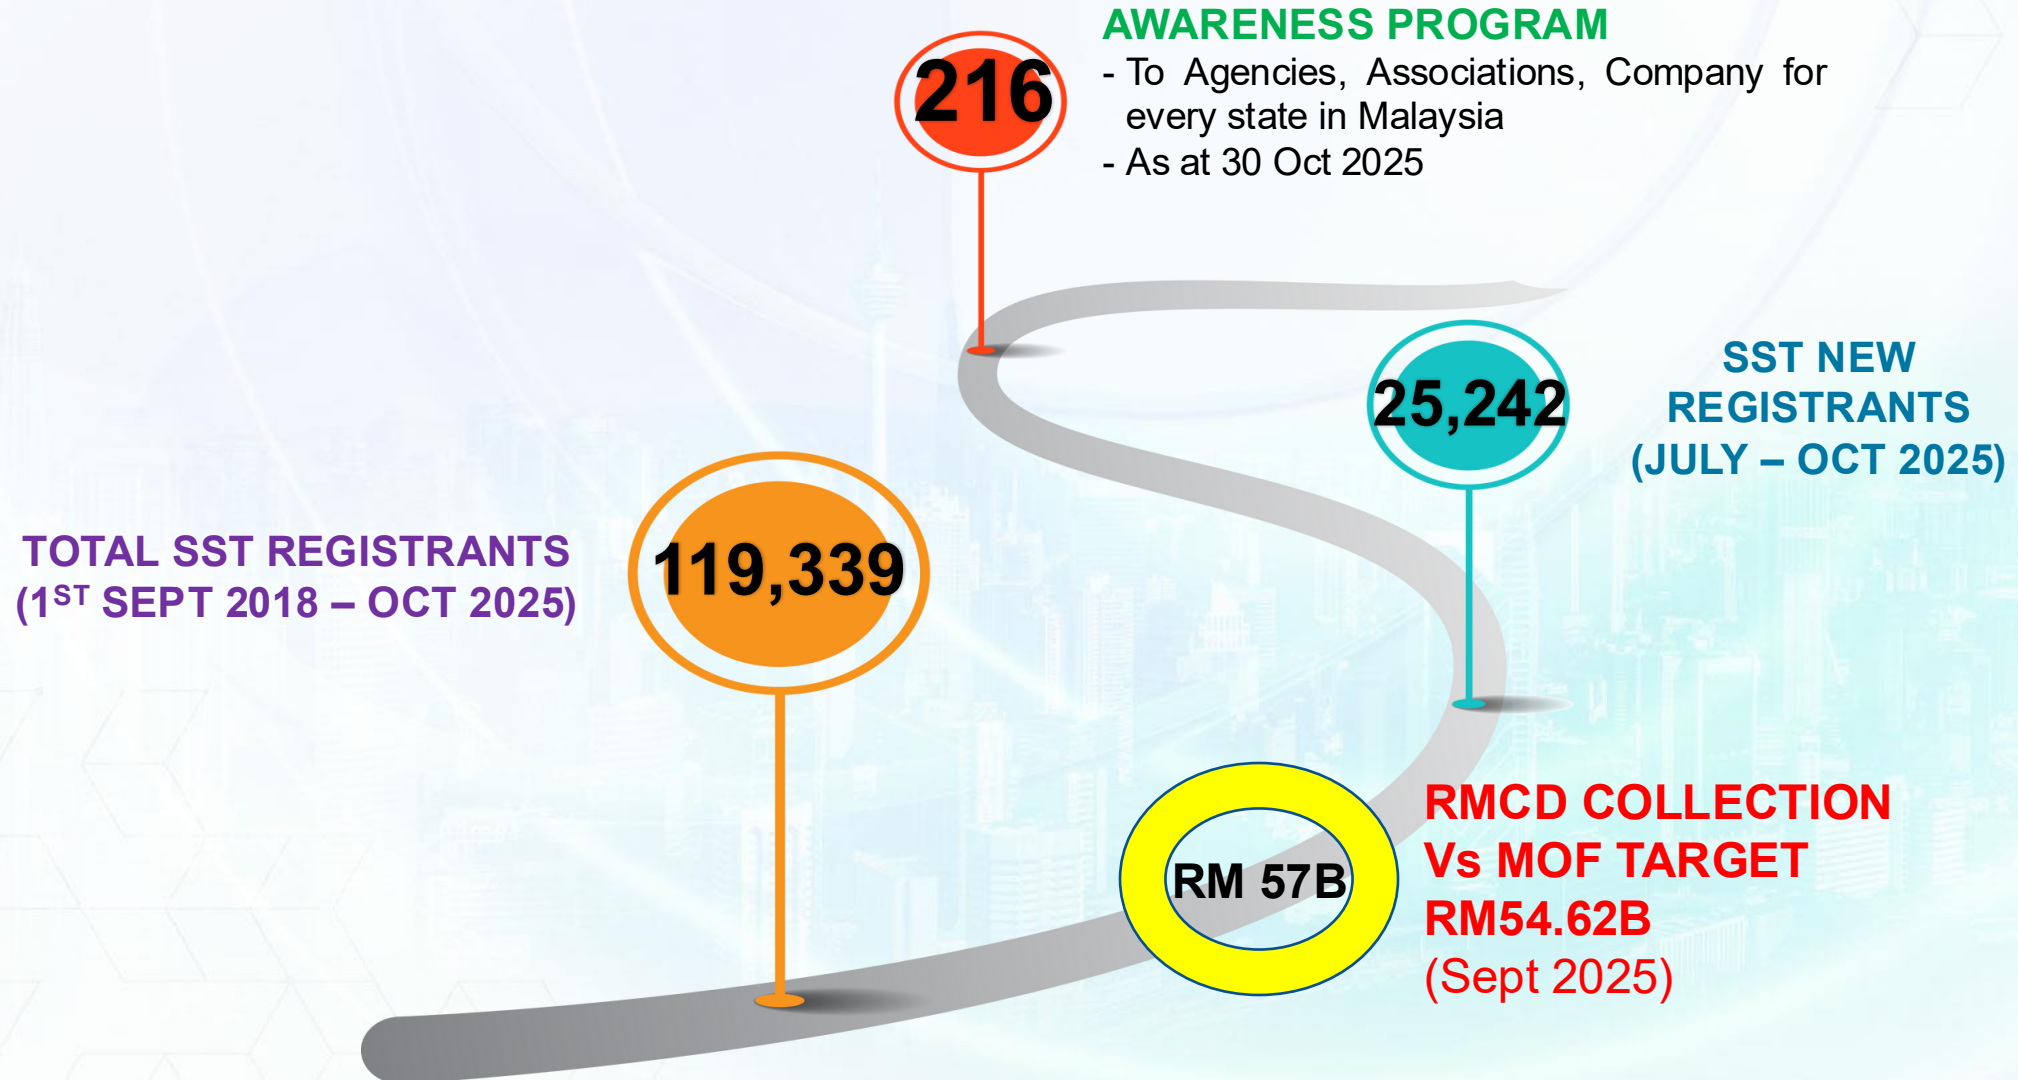 AWARENESS PROGRAM
216
- To Agencies, Associations, Company for
every state in Malaysia
- As at 30 Oct 2025
25,242
SST NEW
REGISTRANTS
(JULY – OCT 2025)
TOTAL SST REGISTRANTS
(1ST SEPT 2018 – OCT 2025)
119,339
RM 57B
RMCD COLLECTION
Vs MOF TARGET
RM54.62B
(Sept 2025)